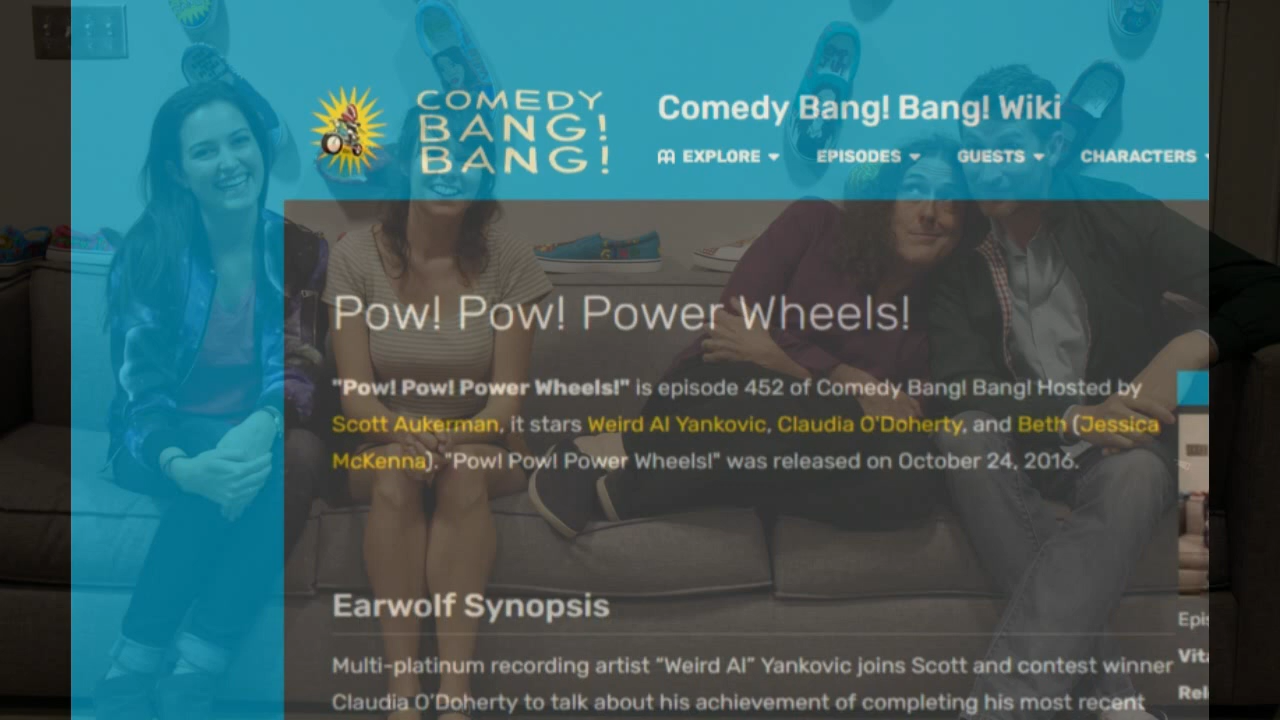 COMEDY
BANG!
BANG!
Comedy Bang! Bang! Wiki
EXPLORE
EPISODES
GUESTS
CHARACTERS
Pow! Pow! Power Wheels!
"Pow! Pow! Power Wheels!" is episode 452 of Comedy Bang! Bang! Hosted by
Scott Aukerman, it stars Weird Al Yankovic, Claudia O'Doherty, and Beth (Jessica
McKenna). "Pow! Pow! Power Wheels!" was released on October 24, 2016.
Earwolf Synopsis
Multi-platinum recording artist “Weird Al” Yankovic joins Scott and contest winner
Claudia O’Doherty to talk about his achievement of completing his most recent
Epi
Vit
Rel